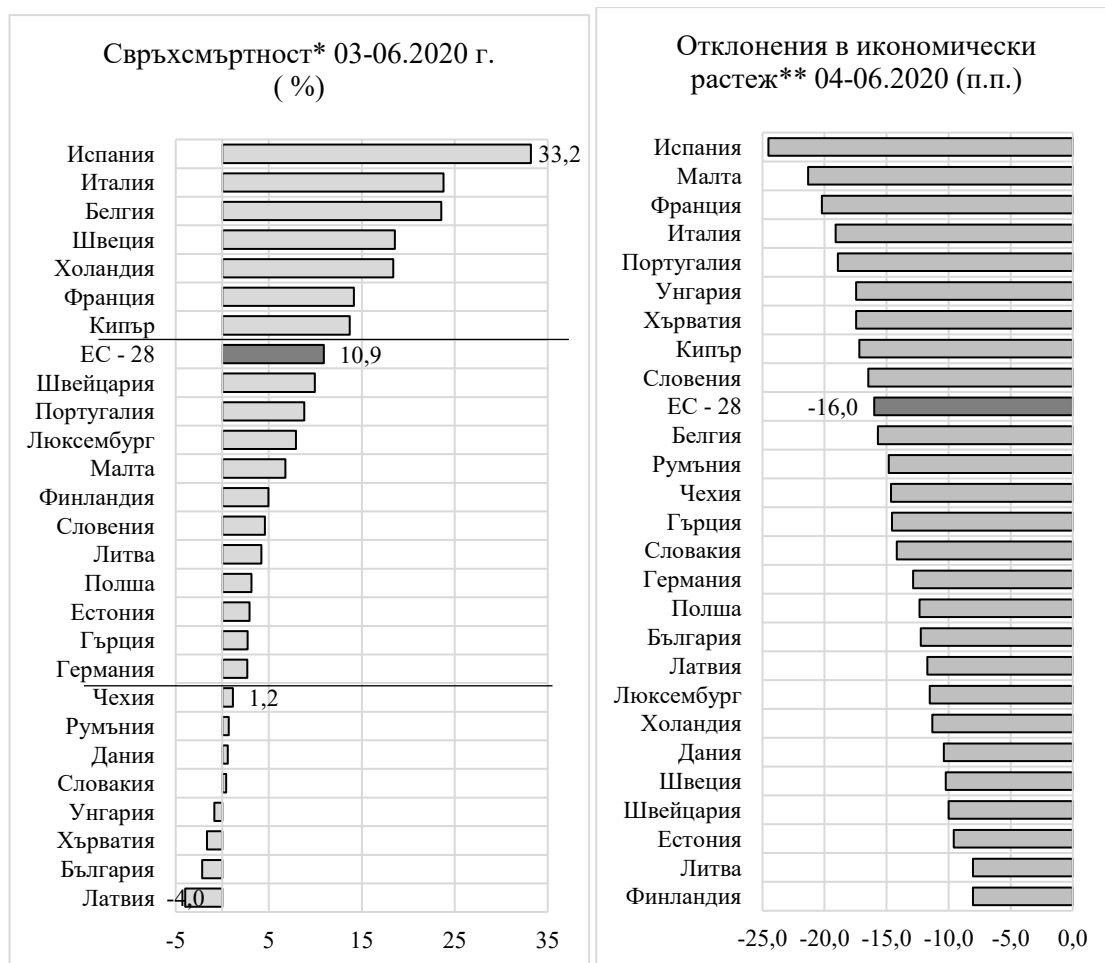 Свръхсмъртност* 03-06.2020 г.
( %)
Испания
33,2
Италия
Белгия
Швеция
Холандия
Франция
Кипър
ЕС - 28
10,9
Швейцария
Португалия
Люксембург
Малта
Финландия
Словения
Литва
Полша
Естония
Гърция
Германия
Чехия
1,2
Румъния
Дания
Словакия
Унгария
Хърватия
България
Латвия
-4,0
-5 5 15 25 35
Отклонения в икономически
растеж** 04-06.2020 (п.п.)
Испания
Малта
Франция
Италия
Португалия
Унгария
Хърватия
Кипър
Словения
ЕС - 28
-16,0
Белгия
Румъния
Чехия
Гърция
Словакия
Германия
Полша
България
Латвия
Люксембург
Холандия
Дания
Швеция
Швейцария
Естония
Литва
Финландия
-25,0 -20,0 -15,0 -10,0 -5,0 0,0